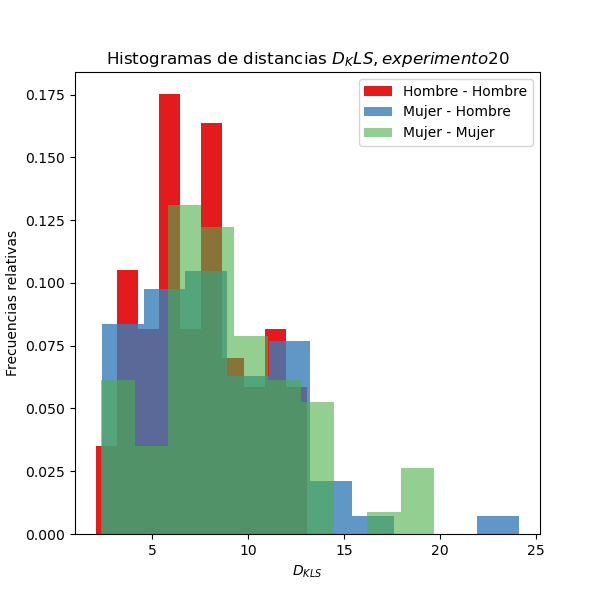 Histogramas de distancias D_KLS, experimento20
Hombre - Hombre
Mujer - Hombre
Mujer - Mujer
Frecuencias relativas
0.175
0.150
0.125
0.100
0.075
0.050
0.025
0.000
5
10
15
20
25
D_{KLS}